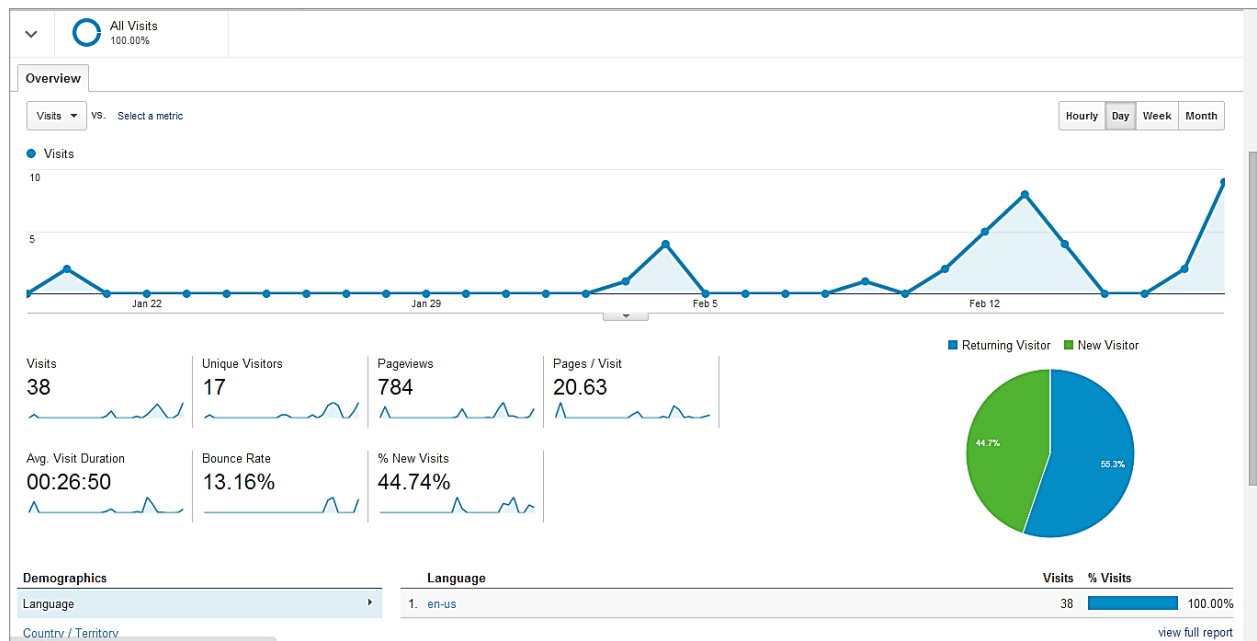 All Visits
100.00%
Overview
Visits VS. Select a metric
Hourly Day Week Month
Visits
10
5
Jan 22 Jan 29 Feb 5 Feb 12
Visits Unique Visitors Pageviews Pages / Visit
38 17 784 20.63
Avg. Visit Duration Bounce Rate % New Visits
00:26:50 13.16% 44.74%
Returning Visitor New Visitor
44.7%
55.3%
Demographics
Language
Country / Territory
Language Visits % Visits
1. en-us 38 100.00%
view full report